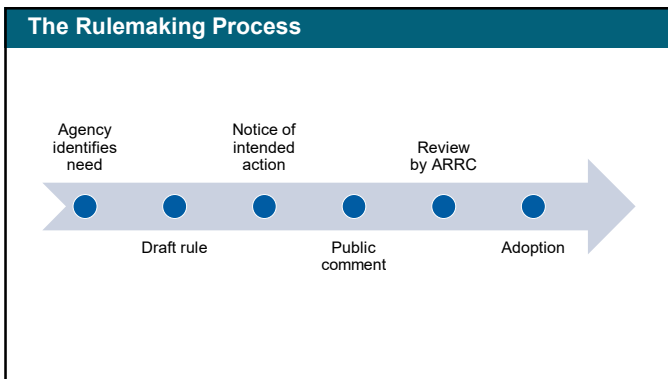 The Rulemaking Process
Agency
identifies
need
Draft rule
Notice of
intended
action
Public
comment
Review
by ARRC
Adoption